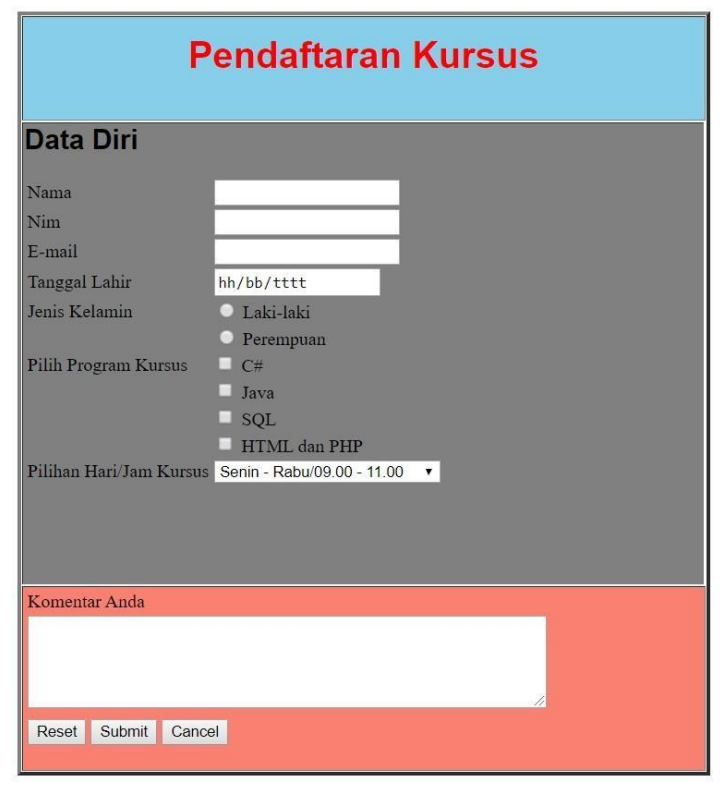 Pendaftaran Kursus
Data Diri
Nama
Nim
E-mail
Tanggal Lahir hh/bb/tttt
Jenis Kelamin Laki-laki
Perempuan
Pilih Program Kursus C#
Java
SQL
HTML dan PHP
Pilihan Hari/Jam Kursus Senin - Rabu/09.00 - 11.00
Komentar Anda
Reset Submit Cancel